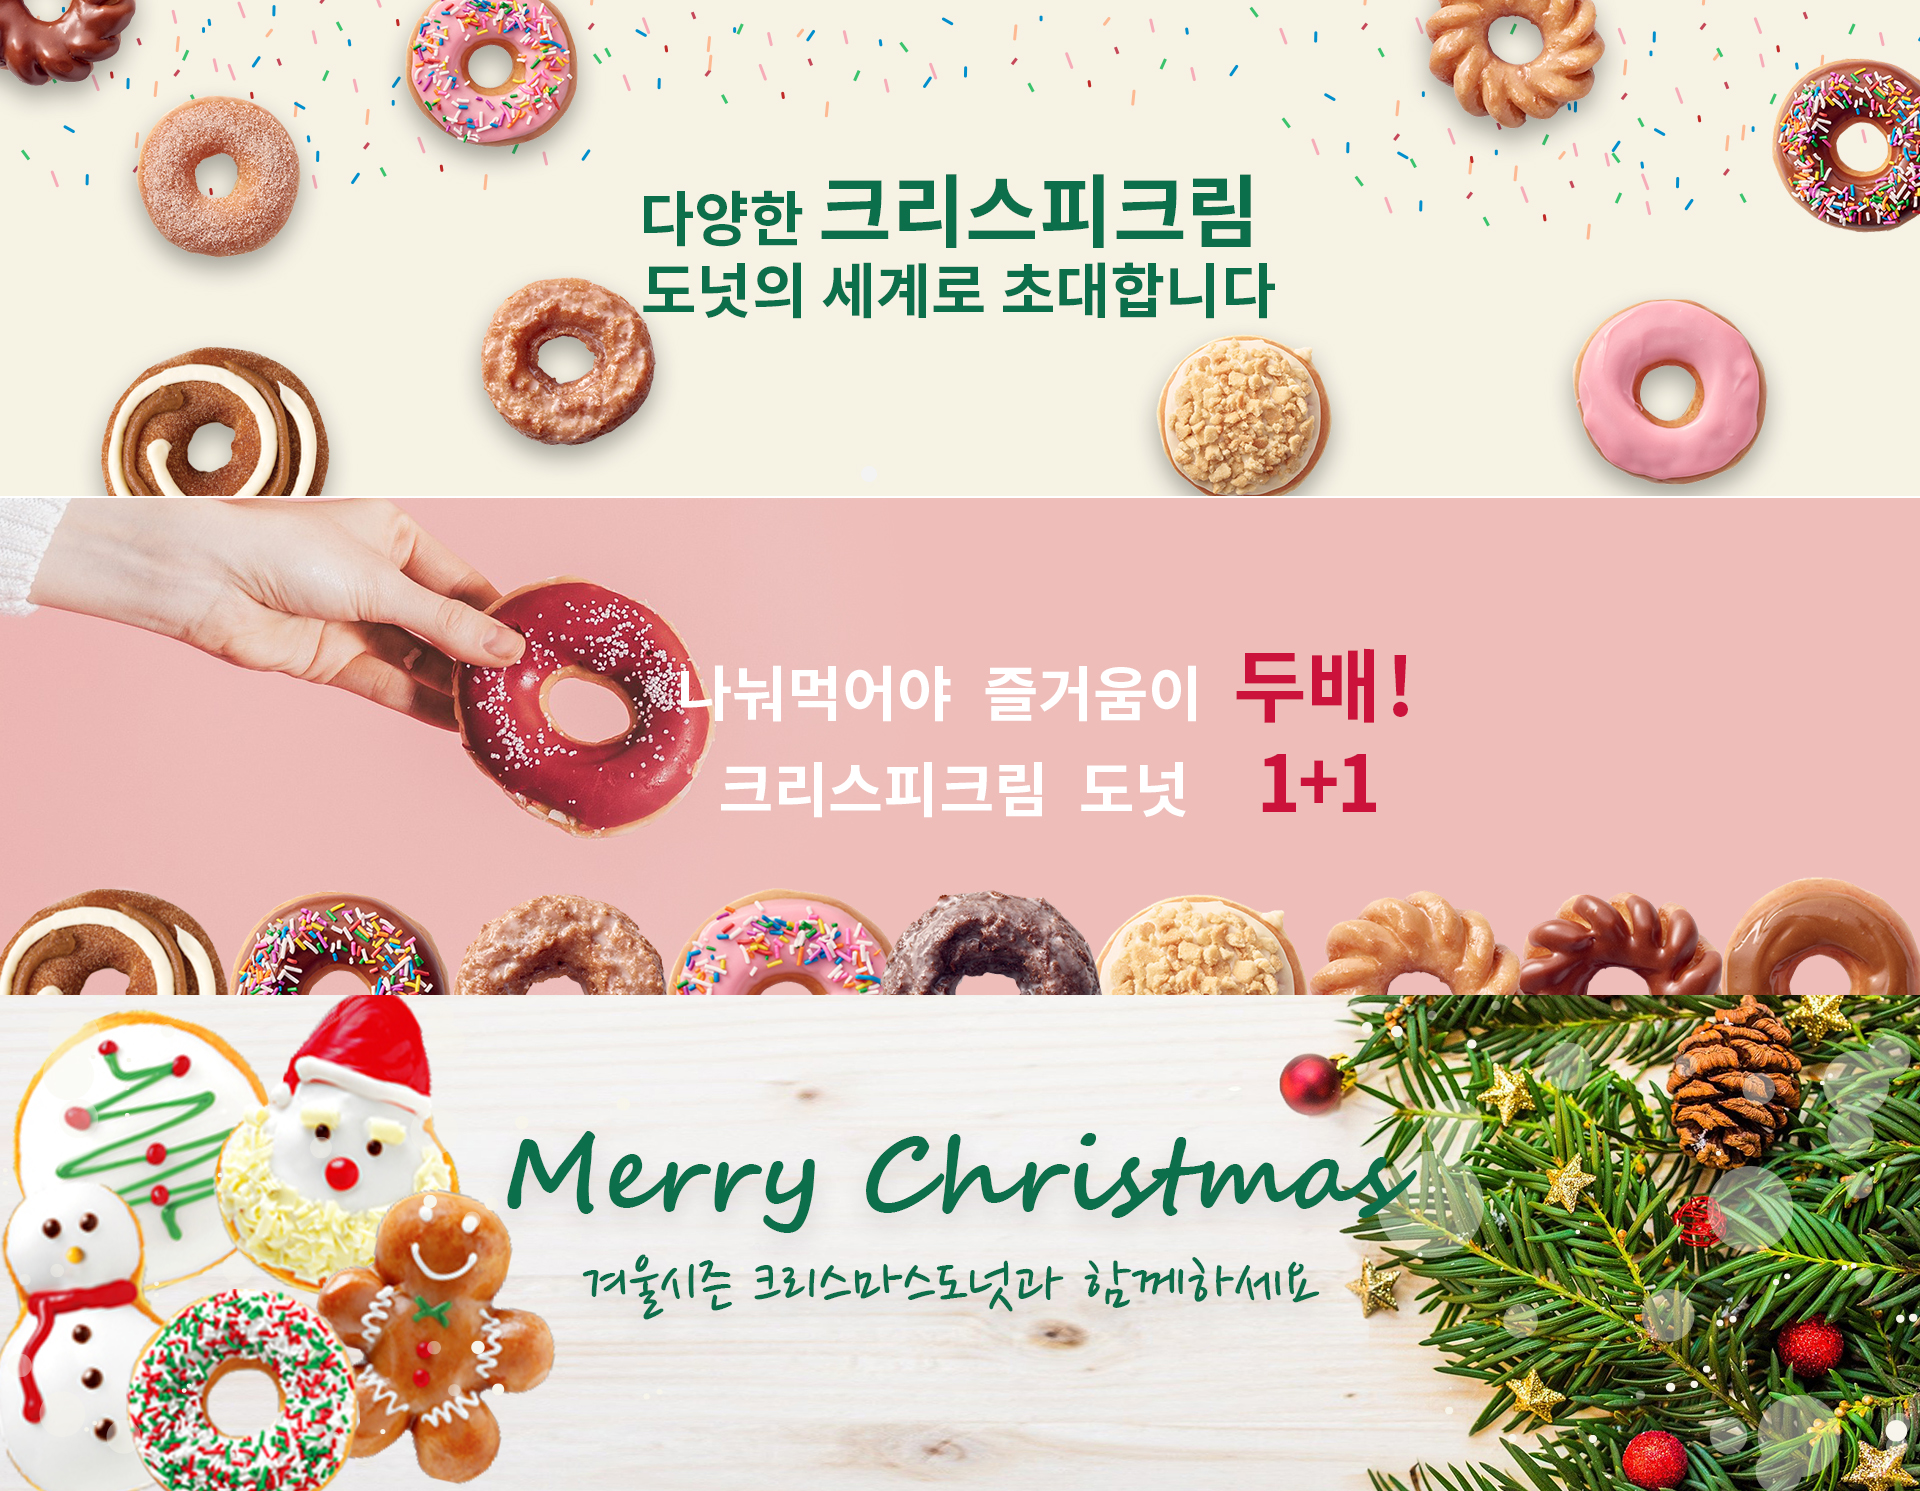 다양한 크리스피크림
도넛의 세계로 초대합니다
나눠먹어야 즐거움이 두배!
크리스피크림 도넛 1+1
Merry Christmas
겨울시즌 크리스마스도넛과 함께하세요